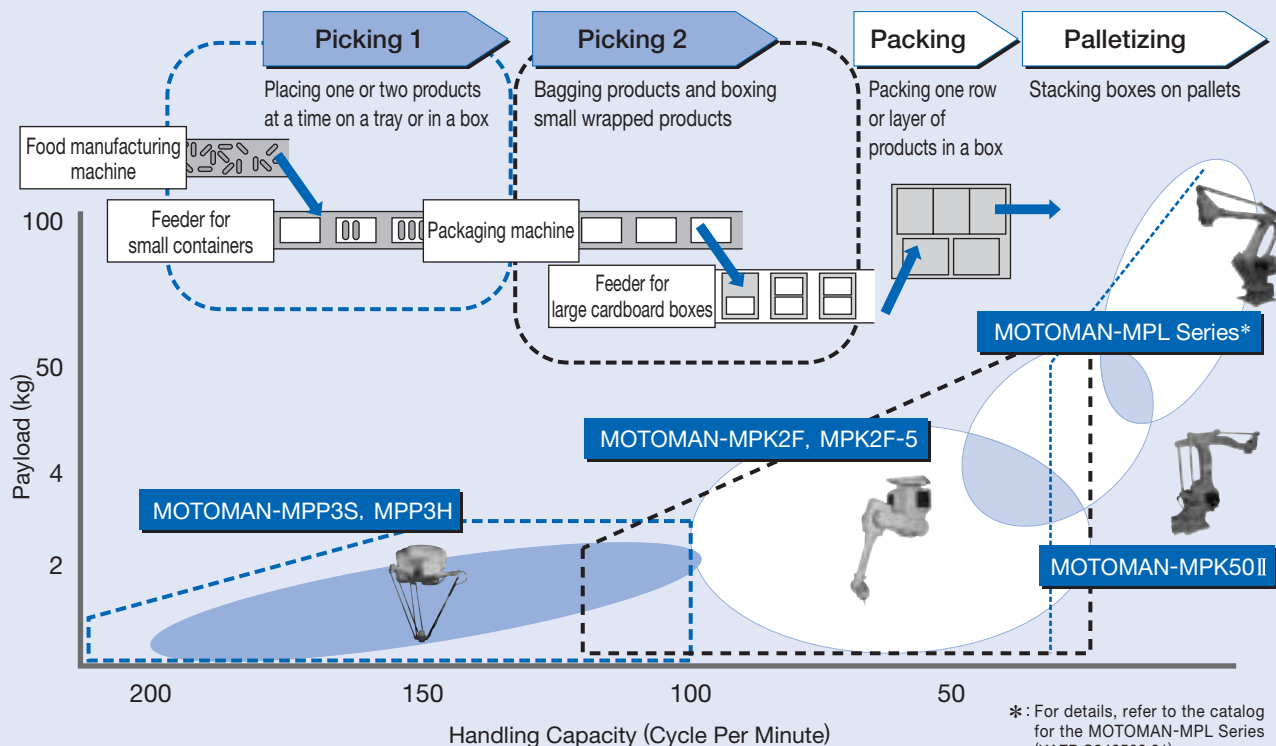 Picking 1
Picking 2
Packing
Palletizing
Placing one or two products
at a time on a tray or in a box
Bagging products and boxing
small wrapped products
Packing one row
or layer of
products in a box
Stacking boxes on pallets
Food manufacturing
machine
Feeder for
small containers
Packaging machine
Feeder for
large cardboard boxes
Payload (kg)
100
50
4
2
MOTOMAN-MPL Series*
MOTOMAN-MPK2F, MPK2F-5
MOTOMAN-MPP3S, MPP3H
MOTOMAN-MPK50Ⅱ
200
150
100
50
Handling Capacity (Cycle Per Minute)
*: For details, refer to the catalog
for the MOTOMAN-MPL Series